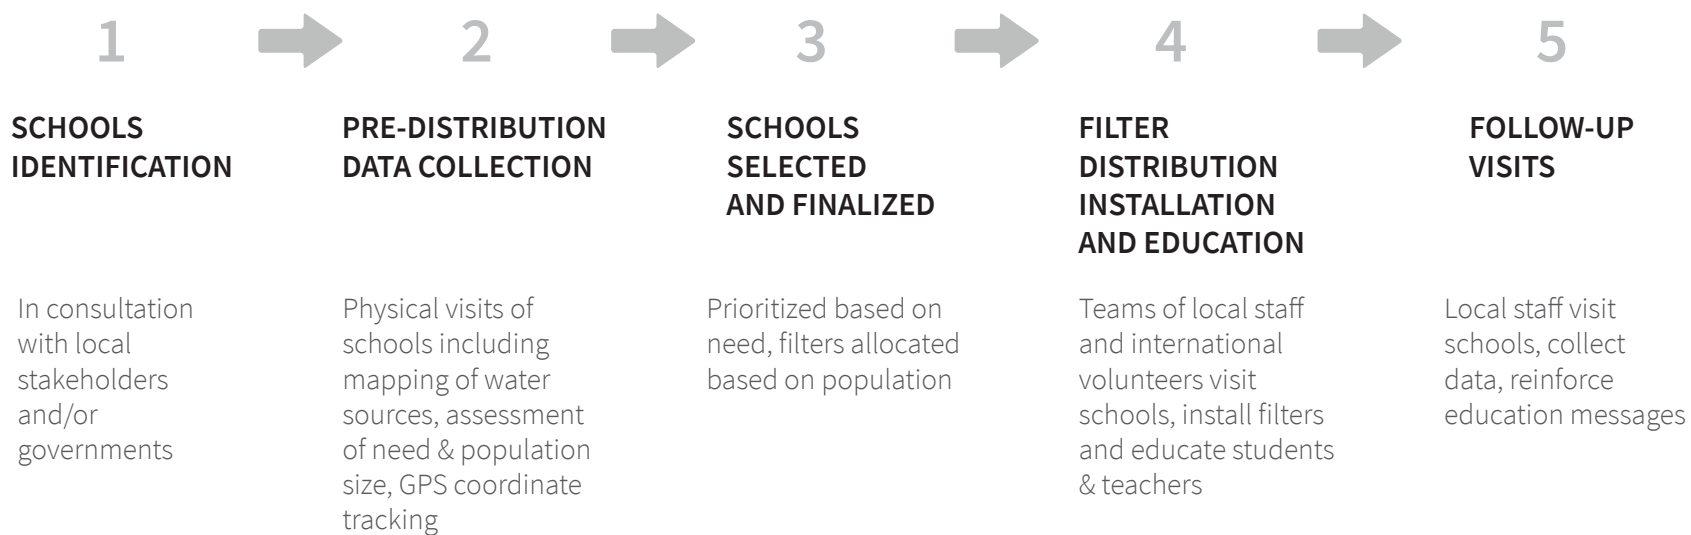 1
SCHOOLS
IDENTIFICATION
In consultation
with local
stakeholders
and/or
governments
2
PRE-DISTRIBUTION
DATA COLLECTION
Physical visits of
schools including
mapping of water
sources, assessment
of need & population
size, GPS coordinate
tracking
3
SCHOOLS
SELECTED
AND FINALIZED
Prioritized based on
need, filters allocated
based on population
4
FILTER
DISTRIBUTION
INSTALLATION
AND EDUCATION
Teams of local staff
and international
volunteers visit
schools, install filters
and educate students
& teachers
5
FOLLOW-UP
VISITS
Local staff visit
schools, collect
data, reinforce
education messages